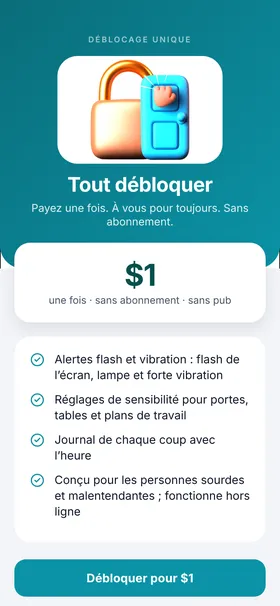 DÉBLOCAGE UNIQUE
Tout débloquer
Payez une fois. À vous pour toujours. Sans
abonnement.
$1
une fois · sans abonnement · sans pub
Alertes flash et vibration : flash de
l'écran, lampe et forte vibration
Réglages de sensibilité pour portes,
tables et plans de travail
Journal de chaque coup avec
l'heure
Conçu pour les personnes sourdes
et malentendantes ; fonctionne hors
ligne
Débloquer pour $1